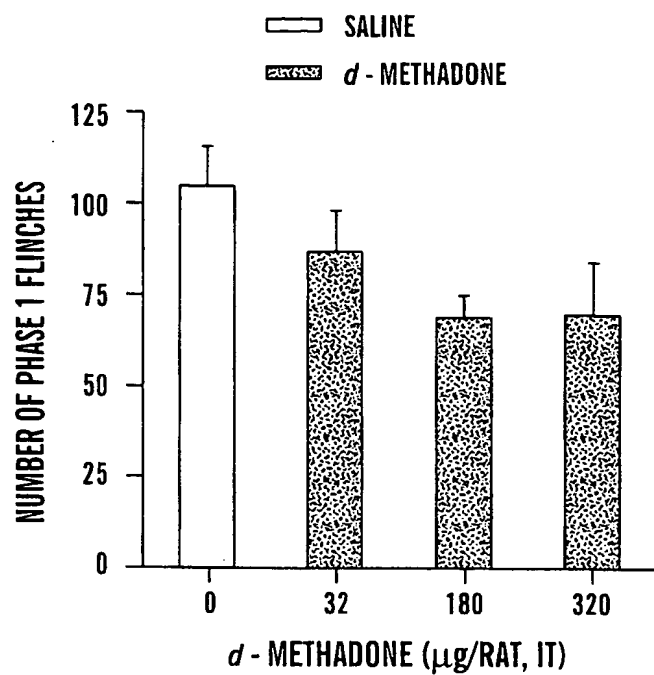 SALINE
d - METHADONE
125
100
75
50
25
0
NUMBER OF PHASE 1 FLINCHES
0 32 180 320
d - METHADONE (μg/RAT, IT)